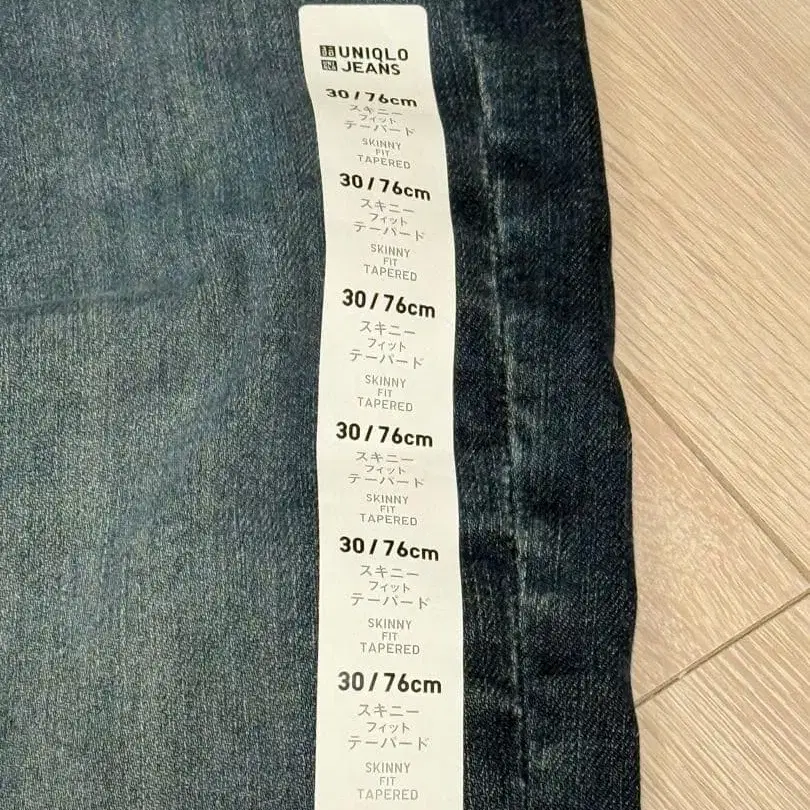 UNIQLO
JEANS
30/76cm
スキニー
フィット
テーパード
SKINNY
FIT
TAPERED
30/76cm
スキニー
フィット
テーパード
SKINNY
FIT
TAPERED
30/76cm
スキニー
フィット
テーパード
SKINNY
FIT
TAPERED
30/76cm
スキニー
フィット
テーパード
SKINNY
FIT
TAPERED
30/76cm
スキニー
フィット
テーパード
SKINNY
FIT
TAPERED
30/76cm
スキニー
フィット
テーパード
SKINNY
FIT
TAPERED